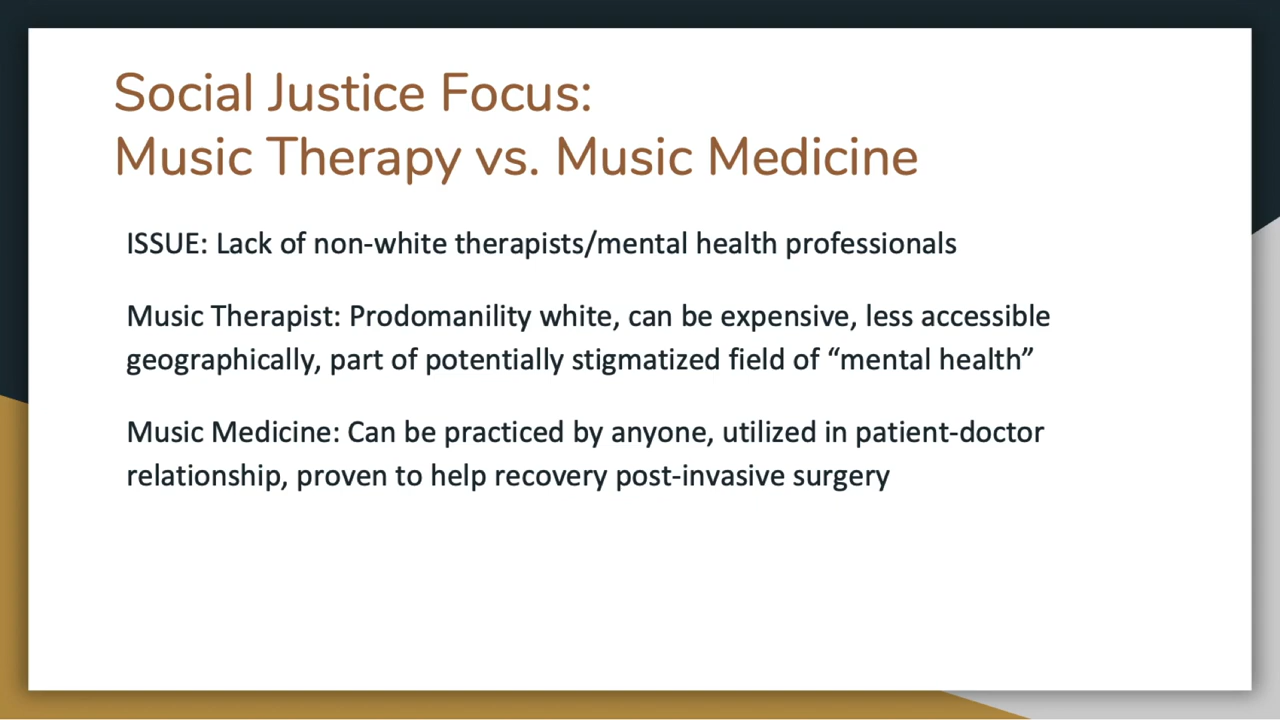 Social Justice Focus:
Music Therapy vs. Music Medicine
ISSUE: Lack of non-white therapists/mental health professionals
Music Therapist: Prodomanility white, can be expensive, less accessible
geographically, part of potentially stigmatized field of “mental health”
Music Medicine: Can be practiced by anyone, utilized in patient-doctor
relationship, proven to help recovery post-invasive surgery